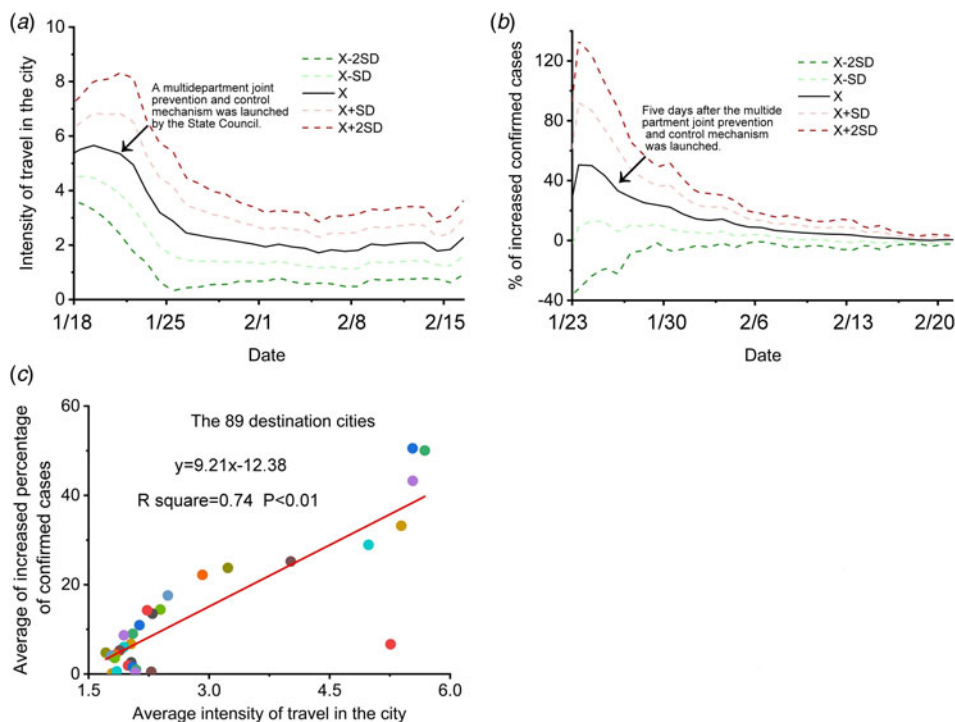 (a)
10
8
6
4
2
0
Intensity of travel in the city
X-2SD
X-SD
X
X+SD
X+2SD
A multidepartment joint
prevention and control
mechanism was launched
by the State Council.
1/18
1/25
2/1
2/8
2/15
Date
(b)
120
80
40
0
-40
% of increased confirmed cases
X-2SD
X-SD
X
X+SD
X+2SD
Five days after the multide
partment joint prevention
and control mechanism
was launched.
1/23
1/30
2/6
2/13
2/20
Date
(c)
60
40
20
0
Average of increased percentage
of confirmed cases
The 89 destination cities
y=9.21x-12.38
R square=0.74 P<0.01
1.5
3.0
4.5
6.0
Average intensity of travel in the city